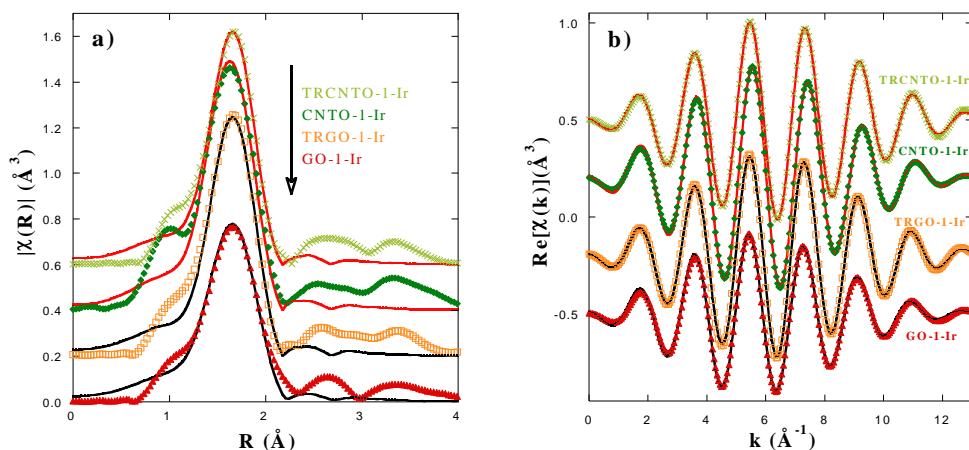 a)
1.6
1.4
1.2
1.0
0.8
0.6
0.4
0.2
0.0
|χ(R)| (Å³)
TRCNTO-1-Ir
CNTO-1-Ir
TRGO-1-Ir
GO-1-Ir
0 1 2 3 4
R (Å)
b)
1.0
0.5
0.0
-0.5
Re[χ(k)](Å³)
TRCNTO-1-Ir
CNTO-1-Ir
TRGO-1-Ir
GO-1-Ir
0 2 4 6 8 10 12
k (Å⁻¹)